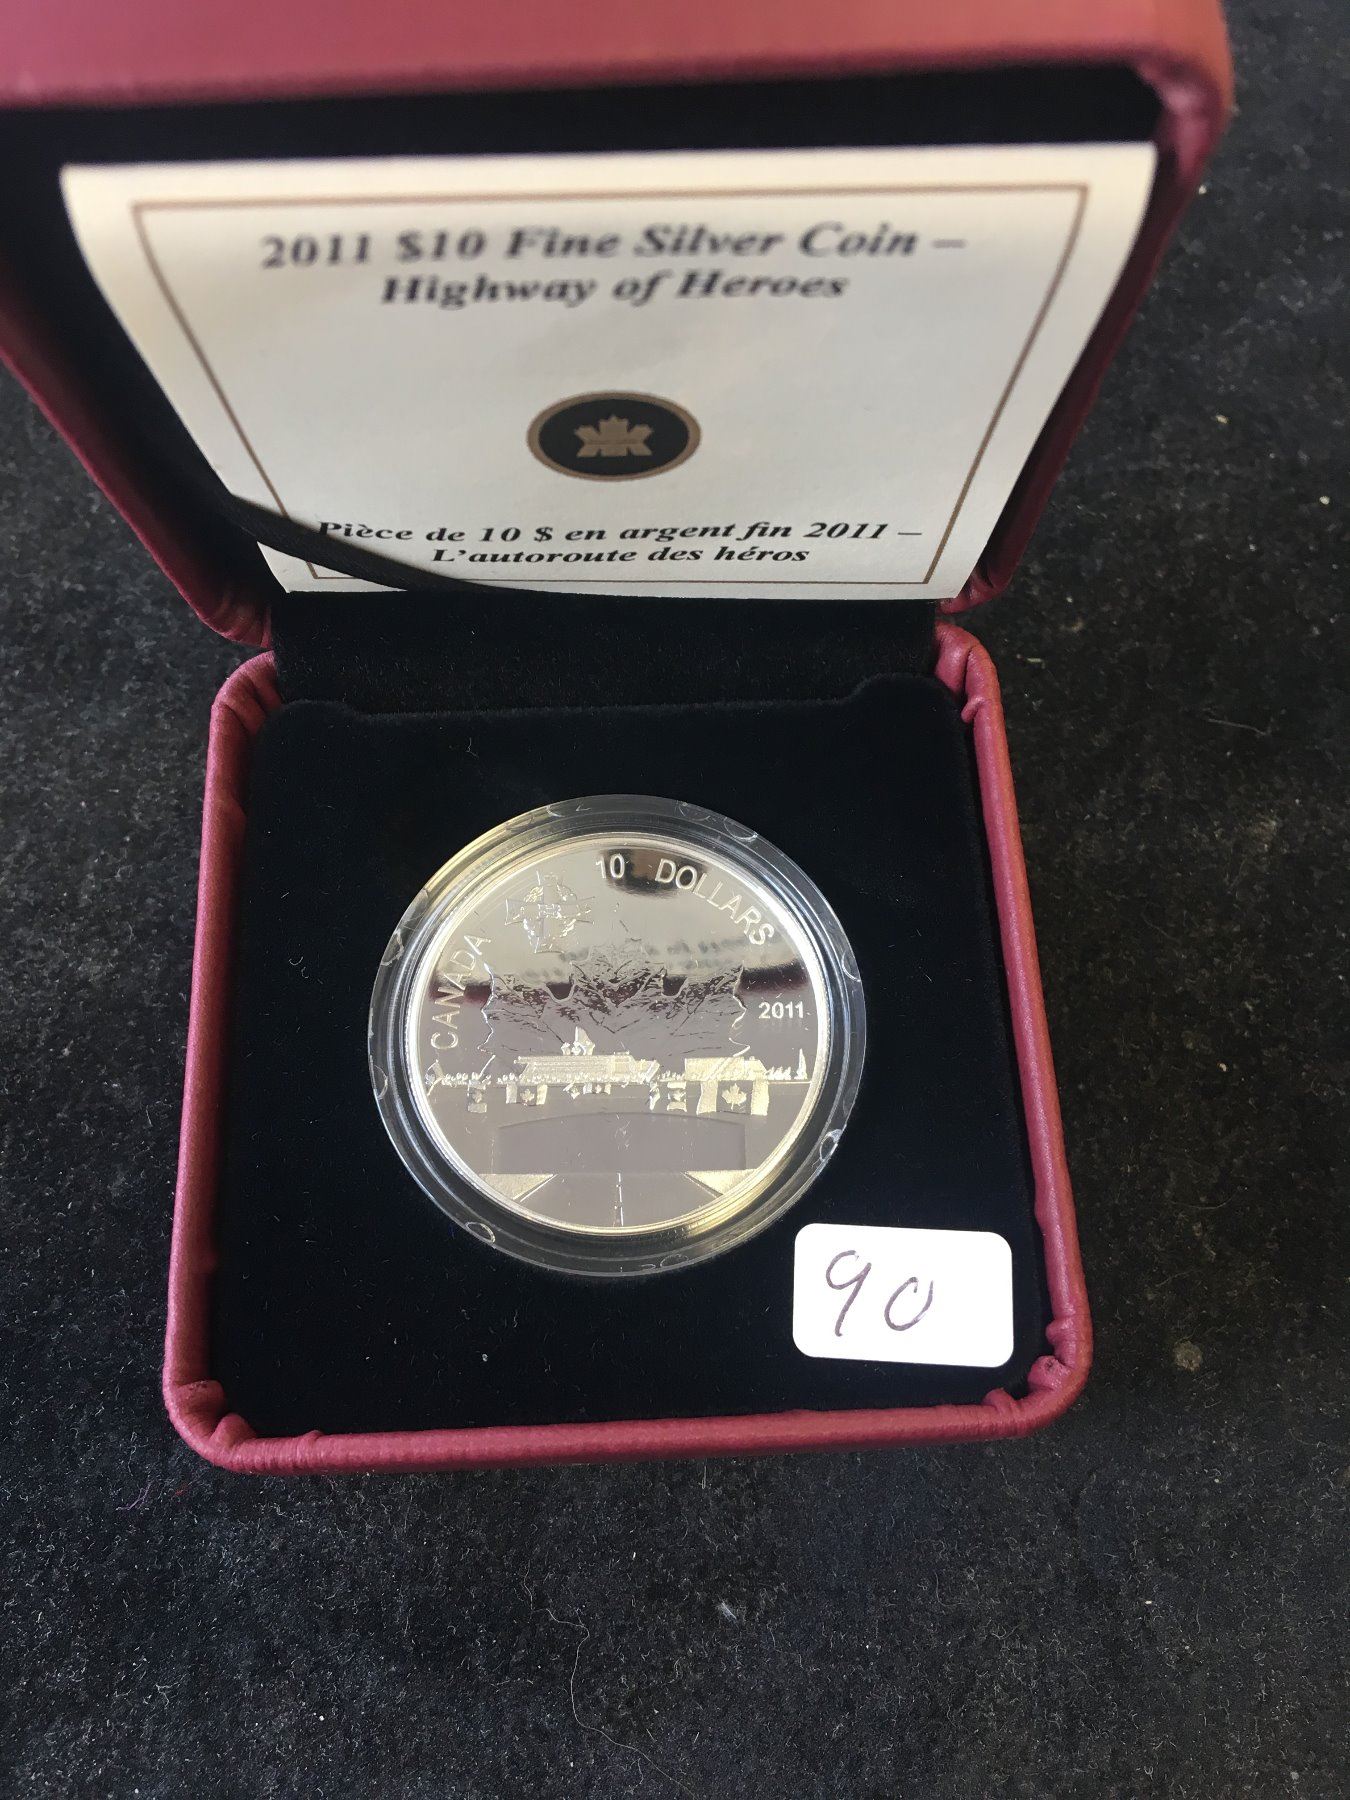 2011 $10 Fine Silver Coin –
Highway of Heroes
Pièce de 10 $ en argent fin 2011 –
L'autoroute des héros
CANADA
10 DOLLARS
2011
90